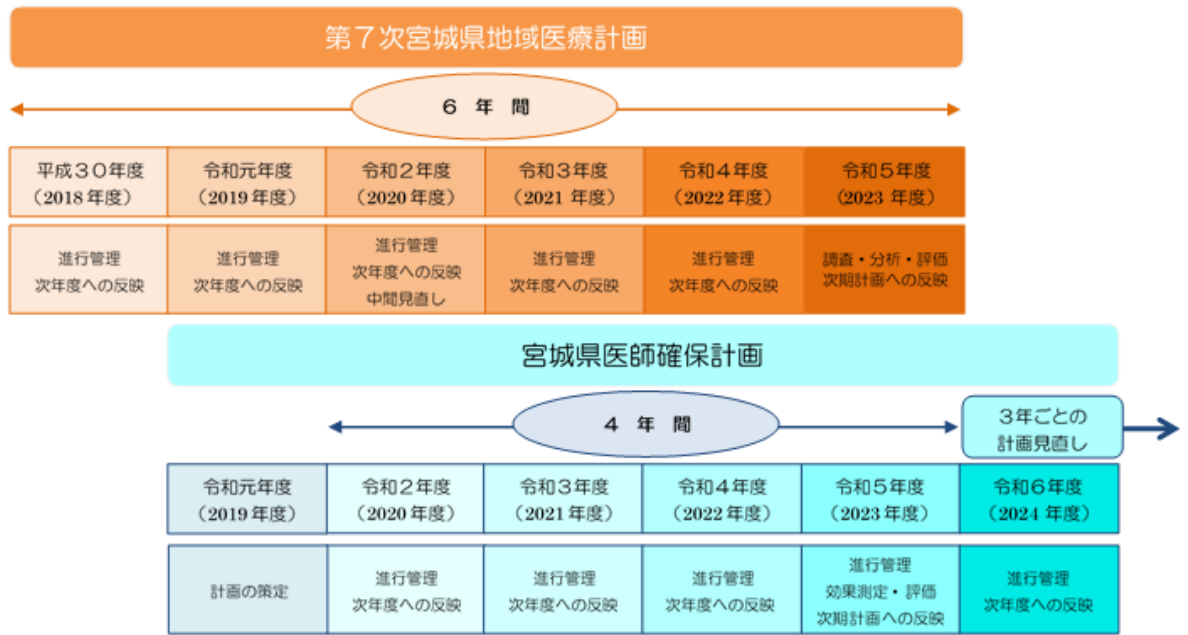 第７次宮城県地域医療計画
６　年　間
平成３０年度
（2018 年度）
令和元年度
（2019 年度）
令和２年度
（2020 年度）
令和３年度
（2021 年度）
令和４年度
（2022 年度）
令和５年度
（2023 年度）
進行管理
次年度への反映
進行管理
次年度への反映
進行管理
次年度への反映
中間見直し
進行管理
次年度への反映
進行管理
次年度への反映
調査・分析・評価
次期計画への反映
宮城県医師確保計画
４　年　間
３年ごとの
計画見直し
令和元年度
（2019 年度）
令和２年度
（2020 年度）
令和３年度
（2021 年度）
令和４年度
（2022 年度）
令和５年度
（2023 年度）
令和６年度
（2024 年度）
計画の策定
進行管理
次年度への反映
進行管理
次年度への反映
進行管理
次年度への反映
進行管理
効果測定・評価
次期計画への反映
進行管理
次年度への反映